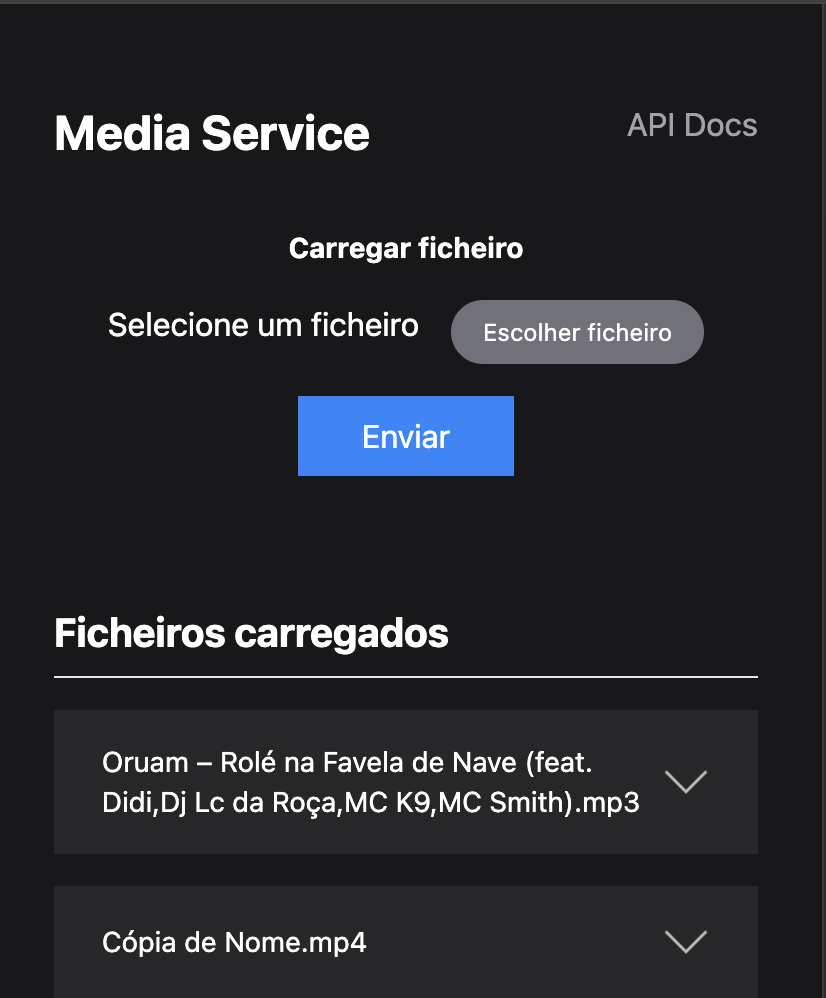 Media Service
API Docs
Carregar ficheiro
Selecione um ficheiro
Escolher ficheiro
Enviar
Ficheiros carregados
Oruam – Rolé na Favela de Nave (feat.
Didi,Dj Lc da Roça,MC K9,MC Smith).mp3
Cópia de Nome.mp4